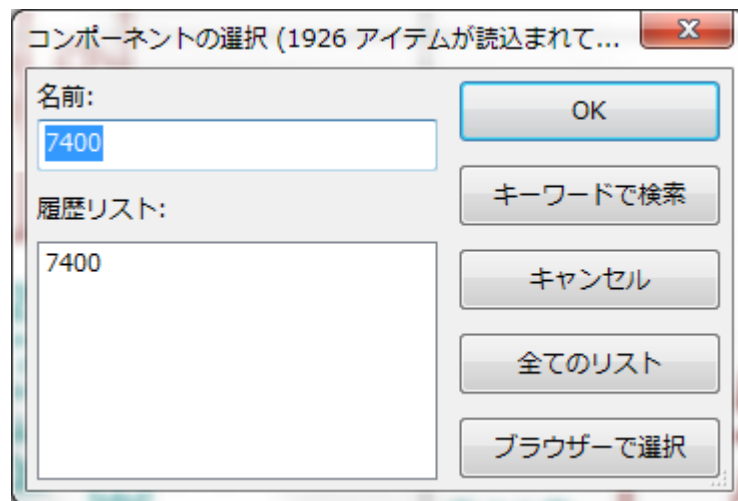 コンポーネントの選択 (1926 アイテムが読込まれて...
名前:
7400
履歴リスト:
7400
OK
キーワードで検索
キャンセル
全てのリスト
ブラウザーで選択